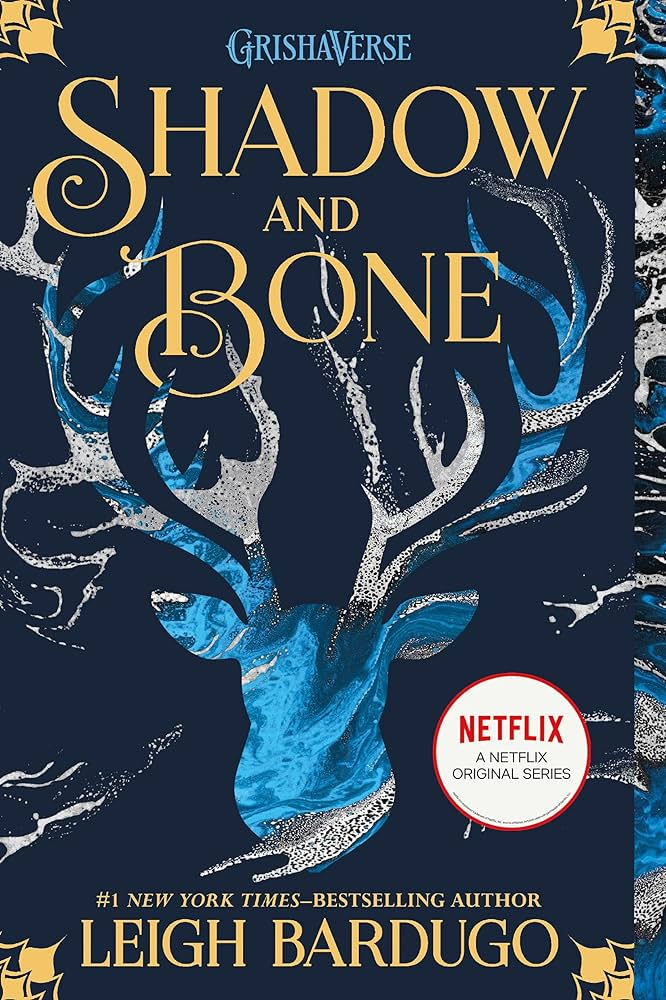 GRISHAVERSE
SHADOW
AND
BONE
NETFLIX
A NETFLIX
ORIGINAL SERIES
#1 NEW YORK TIMES–BESTSELLING AUTHOR
LEIGH BARDUGO